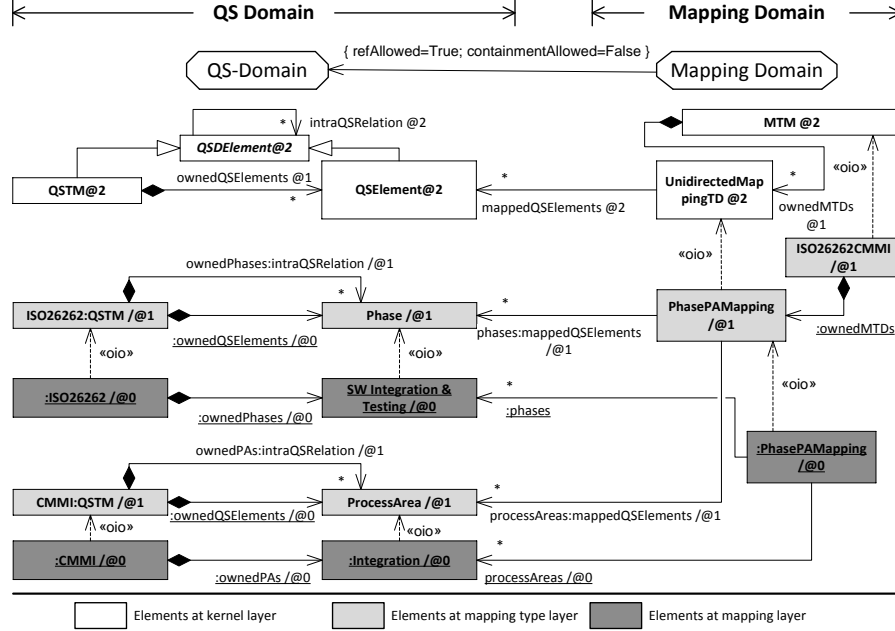 QS Domain
Mapping Domain
{ refAllowed=True; containmentAllowed=False }
QS-Domain
Mapping Domain
* intraQSRelation @2
QSDElement@2
MTM @2
QSTM@2
ownedQSElements @1
*
QSElement@2
*
mappedQSElements @2
UnidirectedMap
pingTD @2
*
ownedMTDs
@1
«oio»
«oio»
ISO26262CMMI
/@1
ownedPhases:intraQSRelation /@1
*
ISO26262:QSTM /@1
:ownedQSElements /@0
Phase /@1
*
phases:mappedQSElements
/@1
PhasePAMapping
/@1
:ownedMTDs
«oio»
«oio»
«oio»
:ISO26262 /@0
:ownedPhases /@0
SW Integration &
Testing /@0
*
:phases
:PhasePAMapping
/@0
ownedPAs:intraQSRelation /@1
*
CMMI:QSTM /@1
:ownedQSElements /@0
ProcessArea /@1
*
processAreas:mappedQSElements /@1
«oio»
«oio»
:CMMI /@0
:ownedPAs /@0
:Integration /@0
*
processAreas /@0
Elements at kernel layer
Elements at mapping type layer
Elements at mapping layer